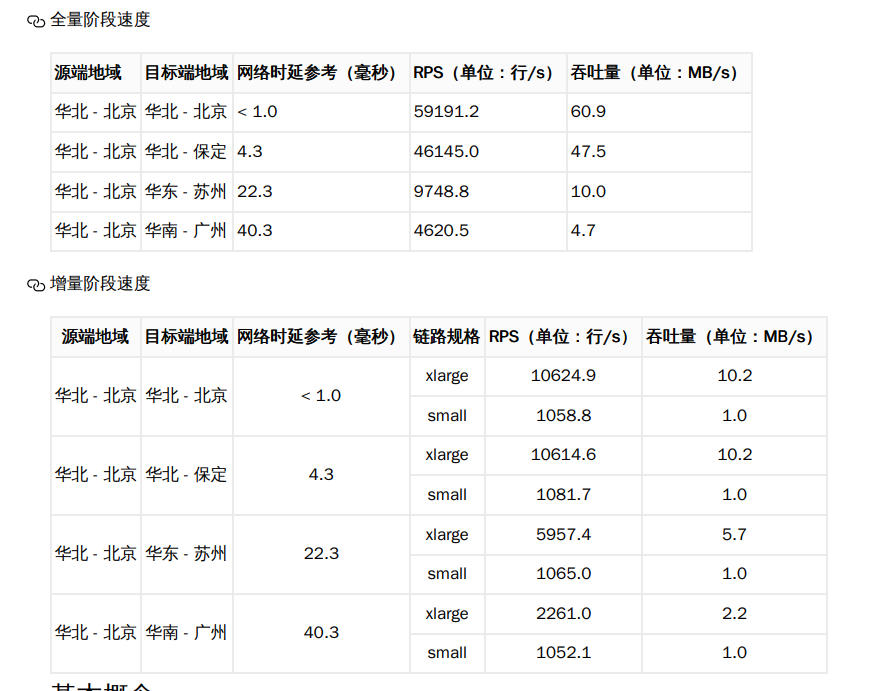 全量阶段速度
源端地域 目标端地域 网络时延参考（毫秒） RPS（单位：行/s） 吞吐量（单位：MB/s）
华北 - 北京 华北 - 北京 < 1.0 59191.2 60.9
华北 - 北京 华北 - 保定 4.3 46145.0 47.5
华北 - 北京 华东 - 苏州 22.3 9748.8 10.0
华北 - 北京 华南 - 广州 40.3 4620.5 4.7
增量阶段速度
源端地域 目标端地域 网络时延参考（毫秒） 链路规格 RPS（单位：行/s） 吞吐量（单位：MB/s）
华北 - 北京 华北 - 北京 < 1.0 xlarge 10624.9 10.2
small 1058.8 1.0
华北 - 北京 华北 - 保定 4.3 xlarge 10614.6 10.2
small 1081.7 1.0
华北 - 北京 华东 - 苏州 22.3 xlarge 5957.4 5.7
small 1065.0 1.0
华北 - 北京 华南 - 广州 40.3 xlarge 2261.0 2.2
small 1052.1 1.0